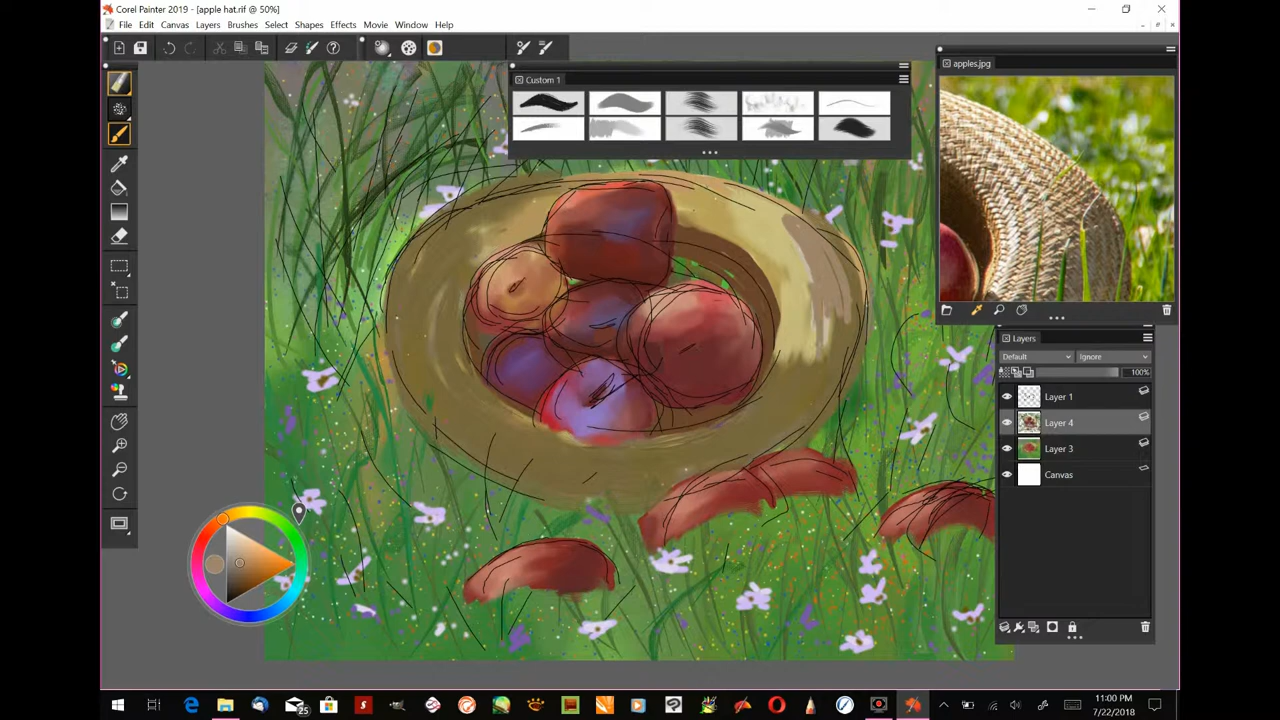 Corel Painter 2019 - [apple hat.rif @ 50%]
File Edit Canvas Layers Brushes Select Shapes Effects Movie Window Help
apples.jpg
Custom 1
Layers
Default Ignore
100%
Layer 1
Layer 4
Layer 3
Canvas
25
11:00 PM
7/22/2018